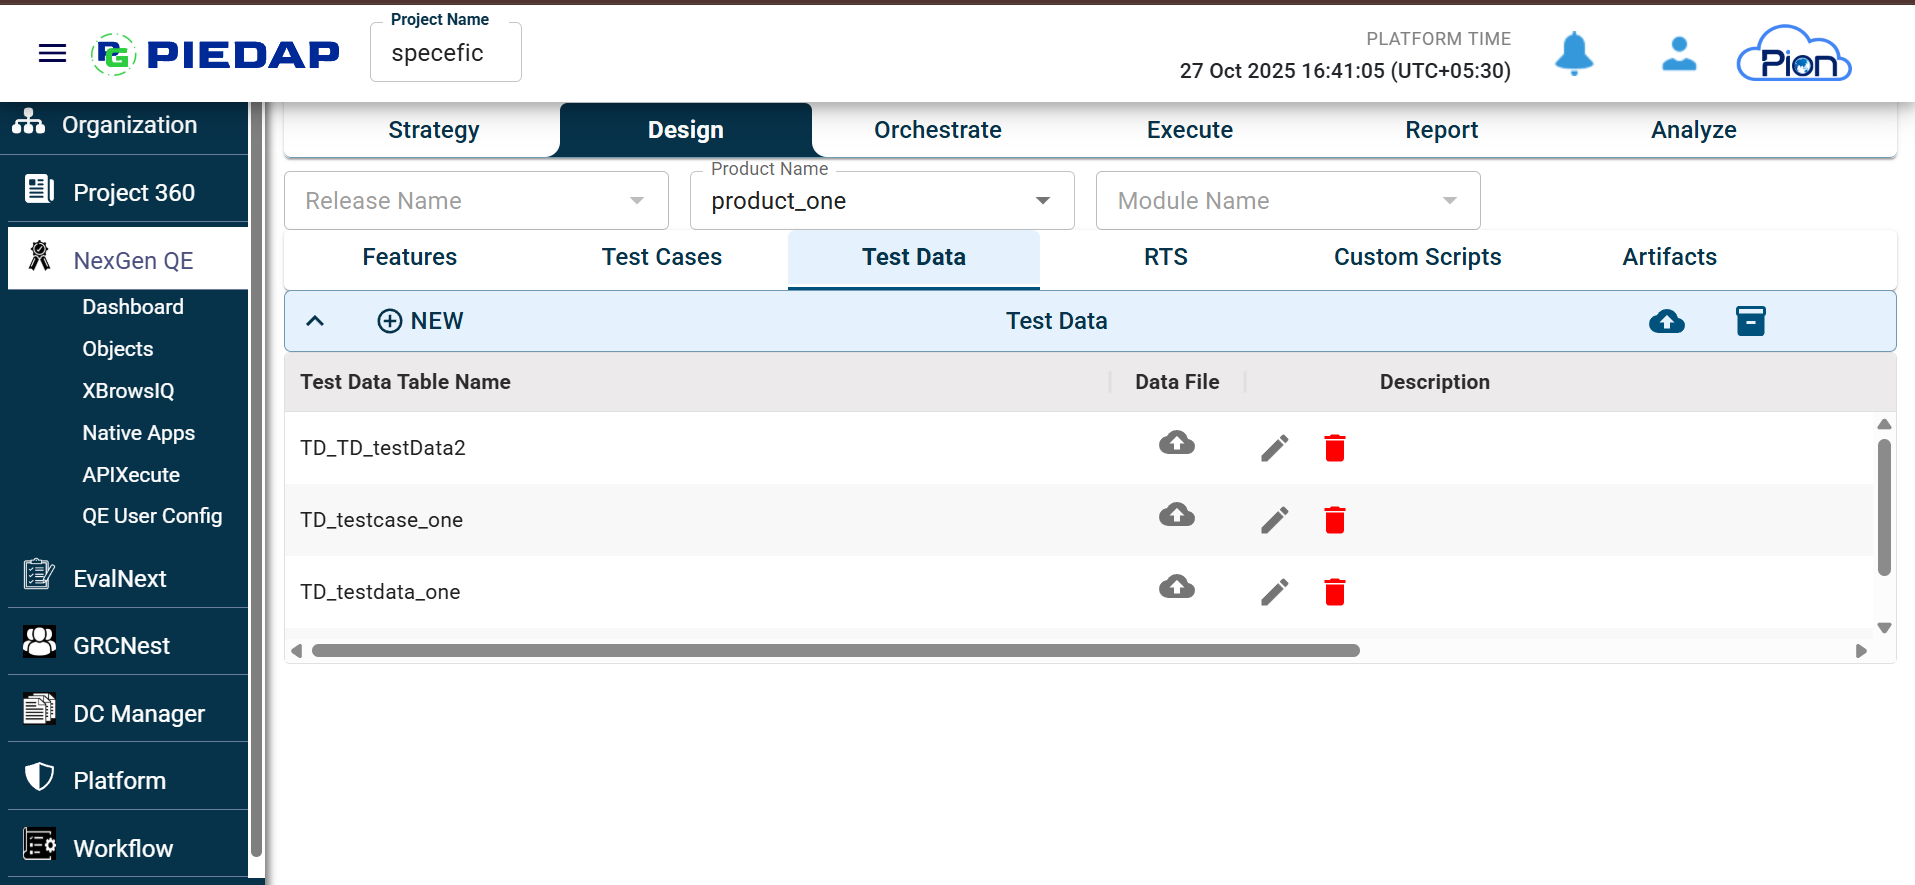 PIEDAP
Project Name
specefic
PLATFORM TIME
27 Oct 2025 16:41:05 (UTC+05:30)
Pion
Organization
Project 360
NexGen QE
Dashboard
Objects
XBrowsIQ
Native Apps
APIXecute
QE User Config
EvalNext
GRCNest
DC Manager
Platform
Workflow
Strategy
Design
Orchestrate
Execute
Report
Analyze
Release Name
Product Name
product_one
Module Name
Features
Test Cases
Test Data
RTS
Custom Scripts
Artifacts
NEW
Test Data
Test Data Table Name
Data File
Description
TD_TD_testData2
TD_testcase_one
TD_testdata_one